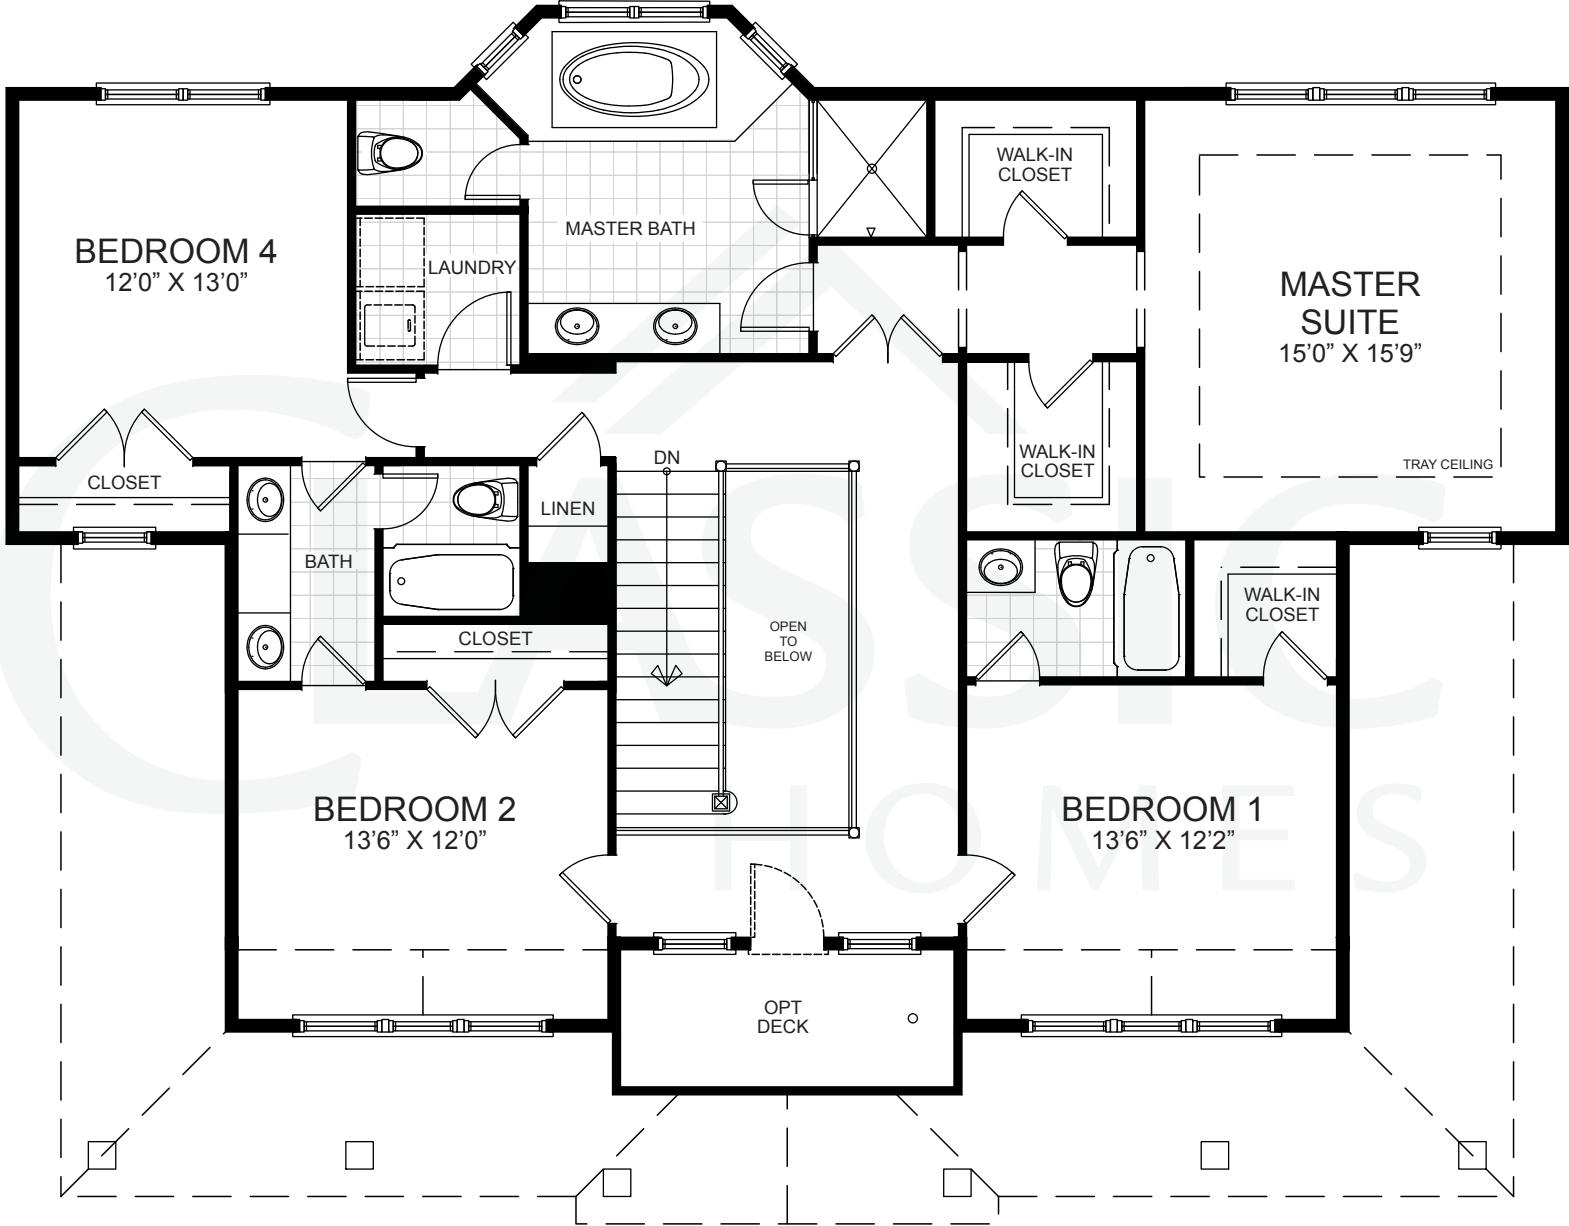 MASTER BATH
WALK-IN
CLOSET
BEDROOM 4
12'0” X 13'0”
LAUNDRY
MASTER
SUITE
15'0” X 15'9”
TRAY CEILING
WALK-IN
CLOSET
DN
CLOSET
LINEN
BATH
CLOSET
OPEN
TO
BELOW
WALK-IN
CLOSET
BEDROOM 2
13'6” X 12'0”
BEDROOM 1
13'6” X 12'2”
OPT
DECK
CLASSIC
HOMES